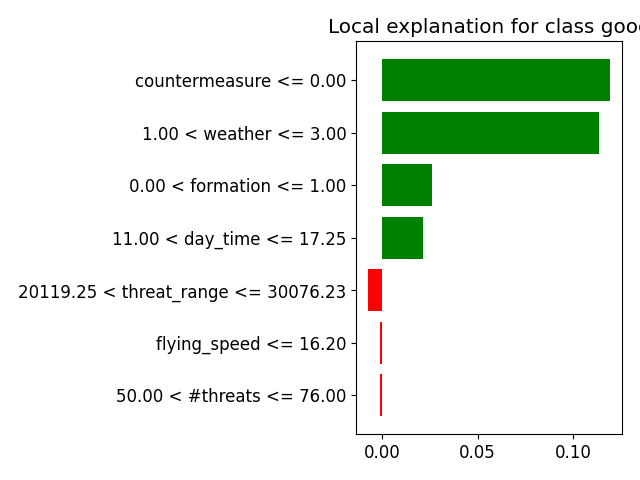 Local explanation for class good
countermeasure <= 0.00
1.00 < weather <= 3.00
0.00 < formation <= 1.00
11.00 < day_time <= 17.25
20119.25 < threat_range <= 30076.23
flying_speed <= 16.20
50.00 < #threats <= 76.00
0.00 0.05 0.10